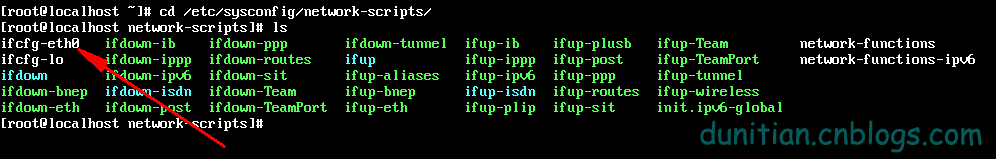 [root@localhost ~]# cd /etc/sysconfig/network-scripts/
[root@localhost network-scripts]# ls
ifcfg-eth0 ifdown-ib ifdown-ppp ifdown-tunnel ifup-ib ifup-plusb ifup-Team network-functions
ifcfg-lo ifdown-ippp ifdown-routes ifup ifup-ippp ifup-post ifup-TeamPort network-functions-ipv6
ifdown ifdown-ipv6 ifdown-sit ifup-aliases ifup-ipv6 ifup-ppp ifup-tunnel
ifdown-bnep ifdown-isdn ifdown-Team ifup-bnep ifup-isdn ifup-routes ifup-wireless
ifdown-eth ifdown-post ifdown-TeamPort ifup-eth ifup-plip ifup-sit init.ipv6-global
[root@localhost network-scripts]#
dunitian.cnblogs.com